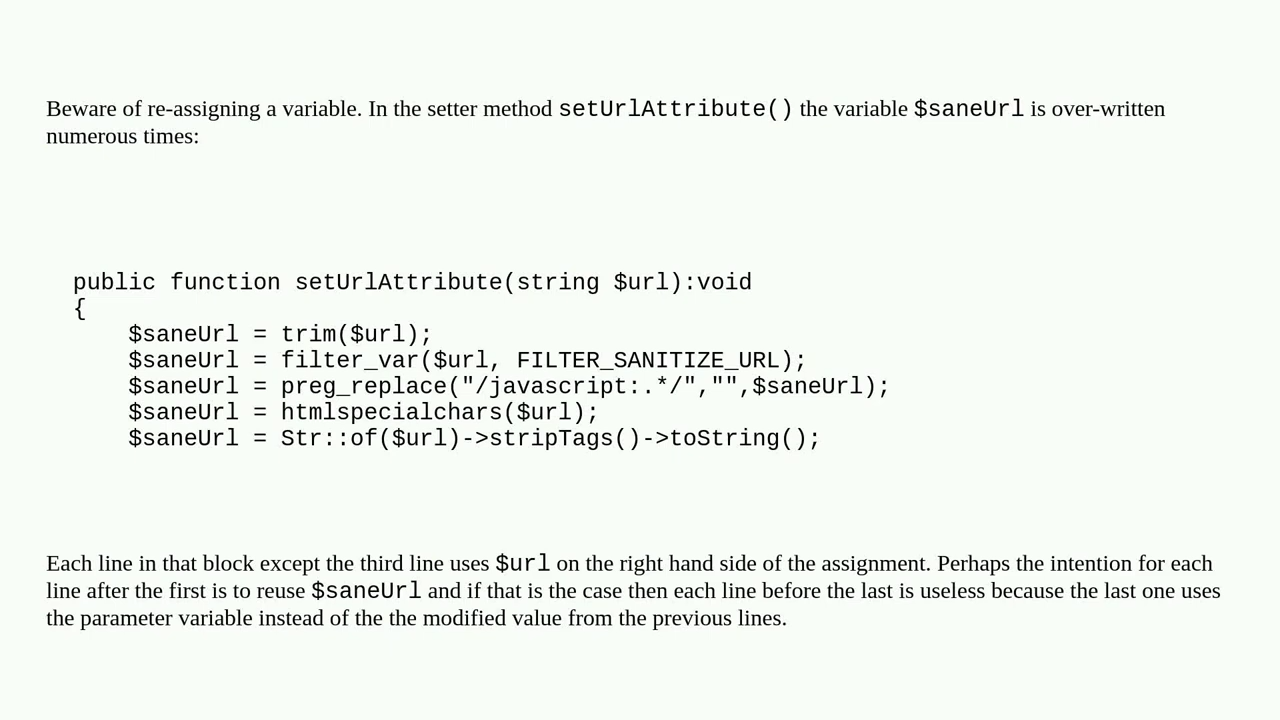 Beware of re-assigning a variable. In the setter method setUrlAttribute() the variable $saneUrl is over-written
numerous times:
public function setUrlAttribute(string $url):void
{
    $saneUrl = trim($url);
    $saneUrl = filter_var($url, FILTER_SANITIZE_URL);
    $saneUrl = preg_replace("/javascript:.*/","",$saneUrl);
    $saneUrl = htmlspecialchars($url);
    $saneUrl = Str::of($url)->stripTags()->toString();
Each line in that block except the third line uses $url on the right hand side of the assignment. Perhaps the intention for each
line after the first is to reuse $saneUrl and if that is the case then each line before the last is useless because the last one uses
the parameter variable instead of the the modified value from the previous lines.